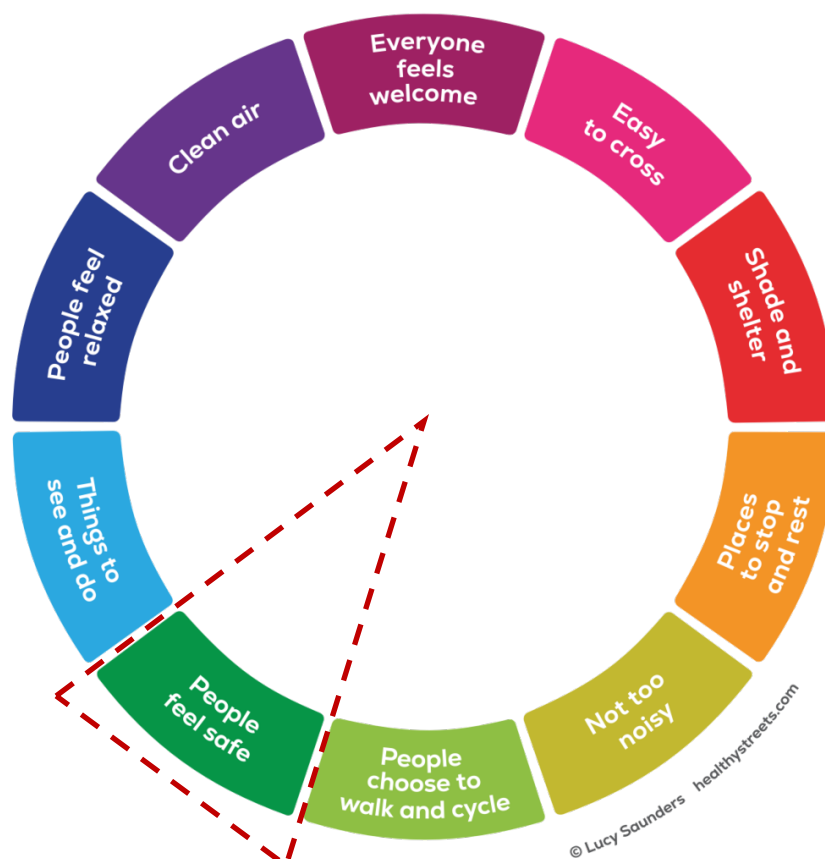 Everyone
feels
welcome
Easy
to cross
Shade and
shelter
Places
to stop
and rest
Not too
noisy
People
choose to
walk and cycle
People
feel safe
Things to
see and do
People feel
relaxed
Clean air
© Lucy Saunders healthystreets.com